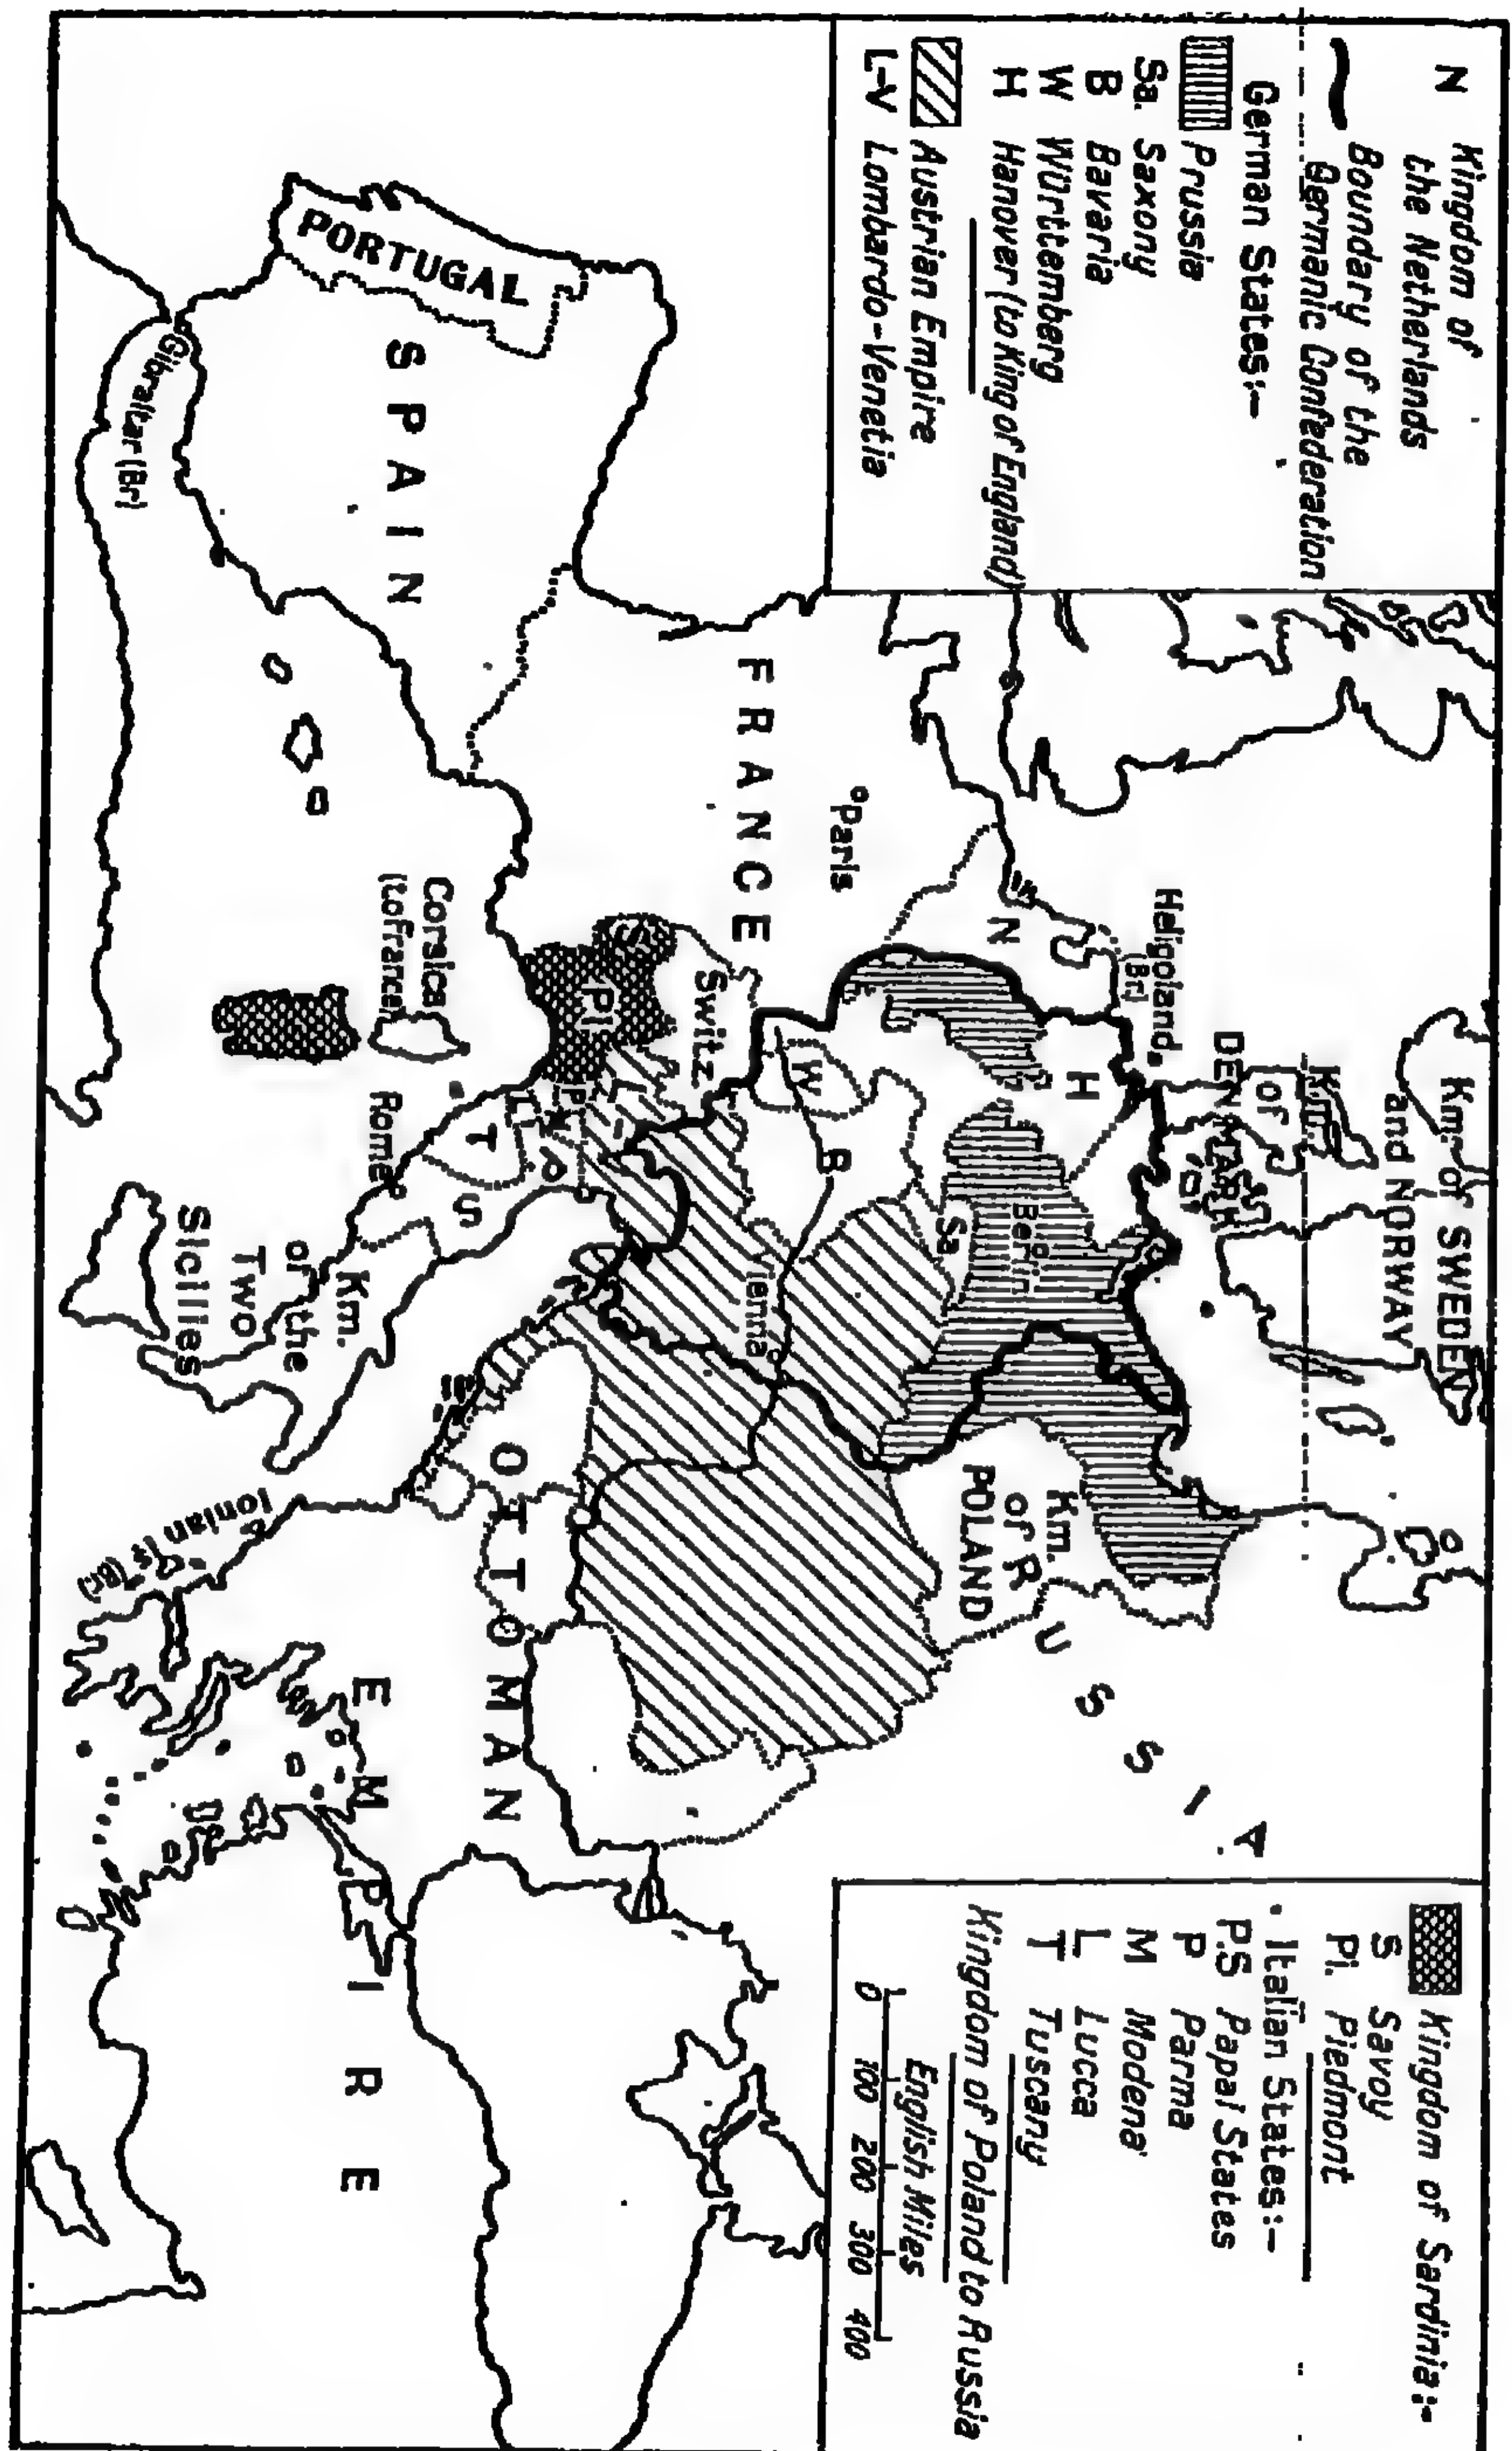 N Kingdom of
the Netherlands
Boundary of the
Germanic Confederation
German States:-
Prussia
Sa. Saxony
B Bavaria
W Württemberg
H Hanover (to King of England)
Austrian Empire
L-V Lombardo-Venetia
Kingdom of Sardinia:-
S Savoy
Pi. Piedmont
Italian States:-
P.S Papal States
P Parma
M Modena
L Lucca
T Tuscany
Kingdom of Poland to Russia
English Miles
0 100 200 300 400
Km. of SWEDEN
and NORWAY
Km.
of
DENMARK
Heligoland
(Br.)
N
H
Berlin
Sa
Km.
of
POLAND
RUSSIA
Paris
FRANCE
W
B
Vienna
Switz.
S
Pi
L
P
M
L
T
P
S
Corsica
(to France)
Rome
Km.
of the
TWO
SICILIES
PORTUGAL
SPAIN
Gibraltar (Br)
OTTOMAN
EMPIRE
Ionian Is (Br.)